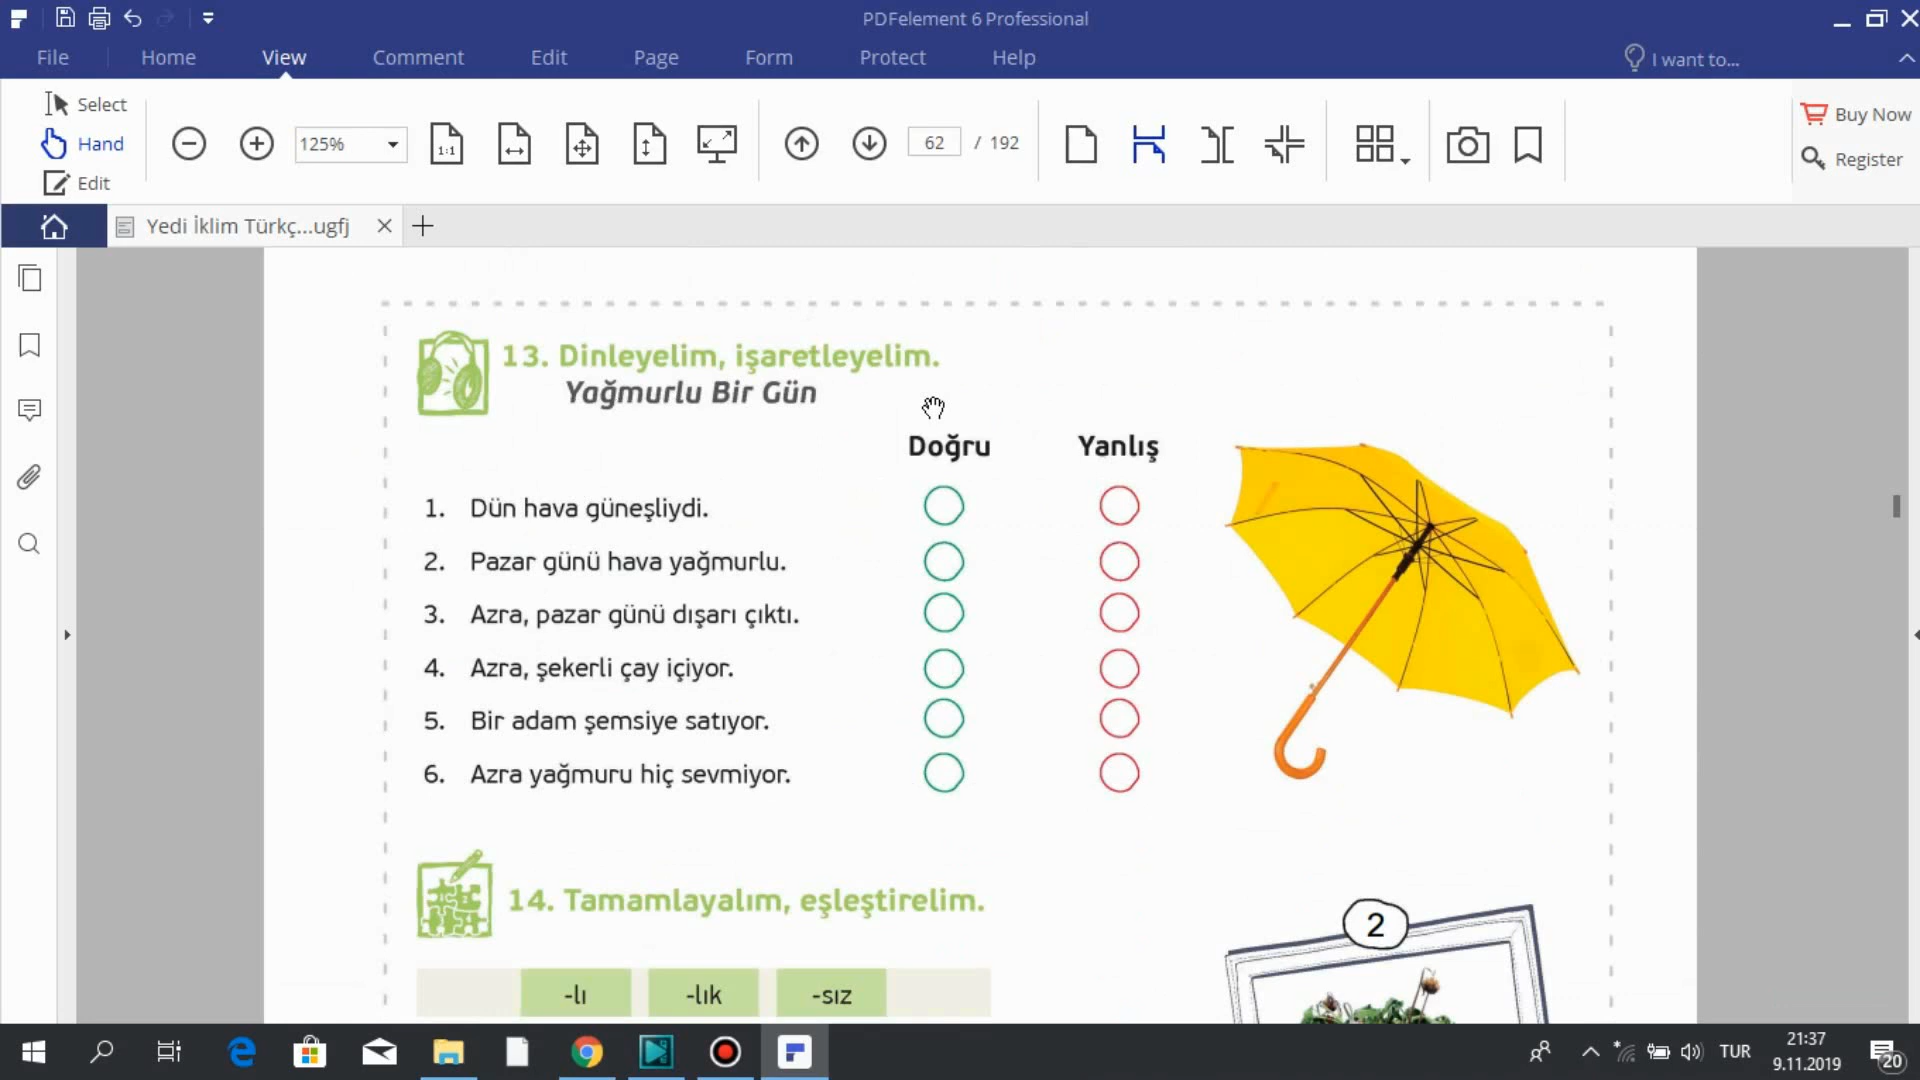 PDFelement 6 Professional
File Home View Comment Edit Page Form Protect Help I want to...
Select
Hand
Edit
125%
1:1
62 / 192
Buy Now
Register
Yedi İklim Türkç...ugfj
13. Dinleyelim, işaretleyelim.
Yağmurlu Bir Gün
Doğru Yanlış
1. Dün hava güneşliydi.
2. Pazar günü hava yağmurlu.
3. Azra, pazar günü dışarı çıktı.
4. Azra, şekerli çay içiyor.
5. Bir adam şemsiye satıyor.
6. Azra yağmuru hiç sevmiyor.
14. Tamamlayalım, eşleştirelim.
2
-lı -lık -sız
TUR
21:37
9.11.2019
20